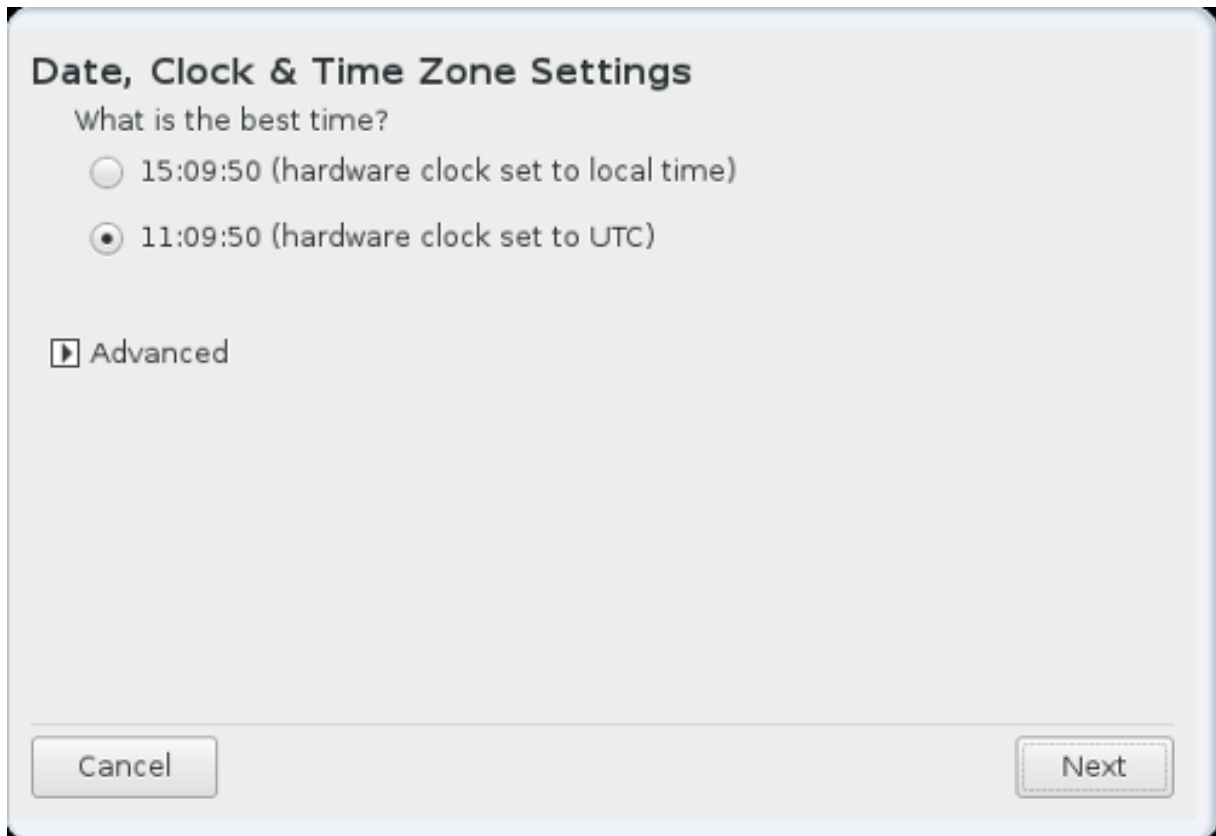 Date, Clock & Time Zone Settings
What is the best time?
15:09:50 (hardware clock set to local time)
11:09:50 (hardware clock set to UTC)
Advanced
Cancel
Next